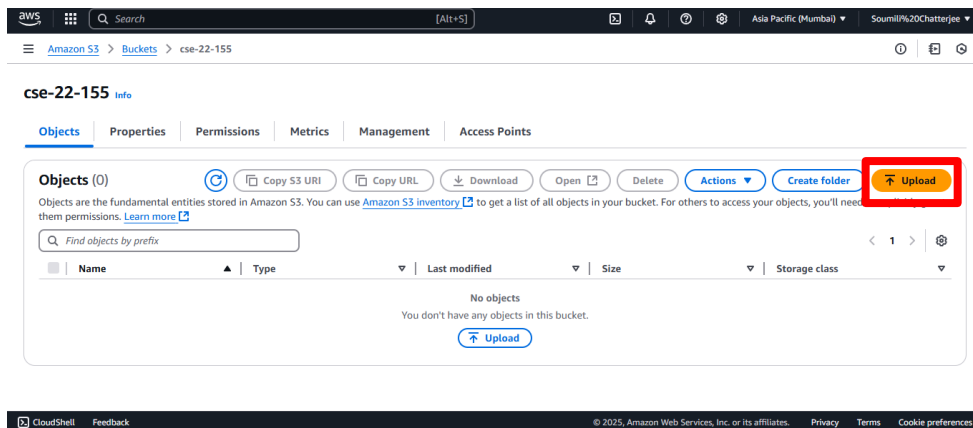 aws Search [Alt+S] Asia Pacific (Mumbai) Soumili%20Chatterjee
Amazon S3 > Buckets > cse-22-155
cse-22-155 Info
Objects Properties Permissions Metrics Management Access Points
Objects (0) Copy S3 URI Copy URL Download Open Delete Actions Create folder Upload
Objects are the fundamental entities stored in Amazon S3. You can use Amazon S3 inventory to get a list of all objects in your bucket. For others to access your objects, you'll need
them permissions. Learn more
Find objects by prefix < 1 >
Name Type Last modified Size Storage class
No objects
You don't have any objects in this bucket.
Upload
CloudShell Feedback © 2025, Amazon Web Services, Inc. or its affiliates. Privacy Terms Cookie preferences